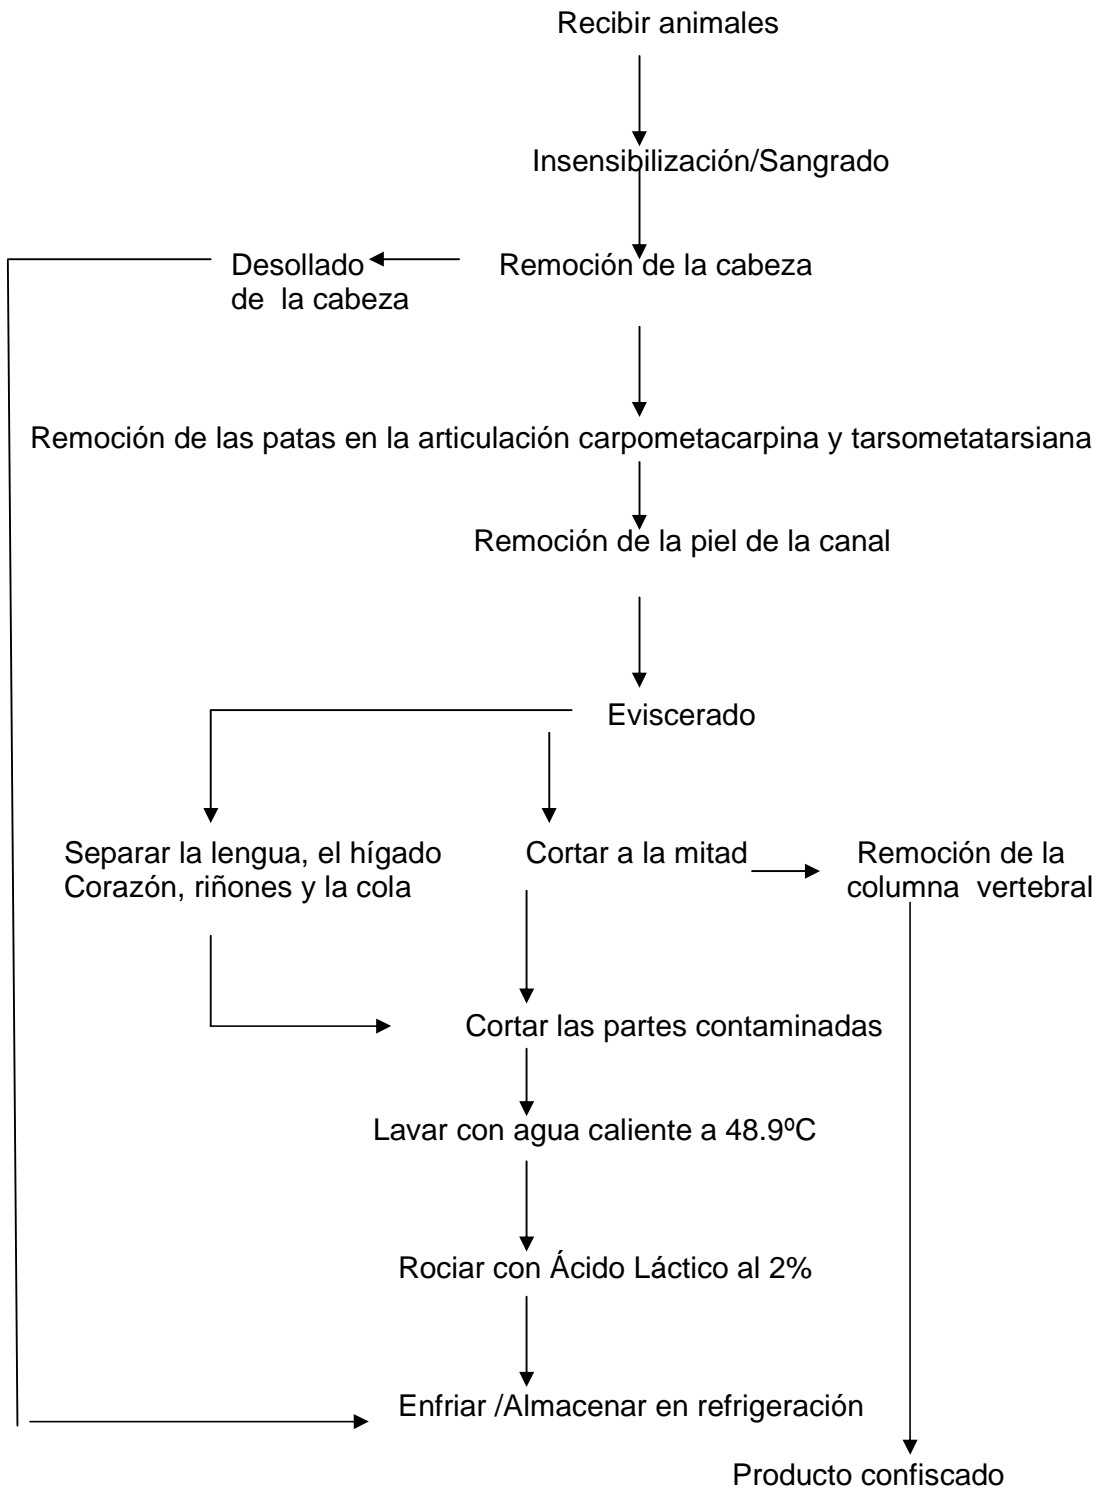 Recibir animales
Insensibilización/Sangrado
Desollado
de la cabeza
Remoción de la cabeza
Remoción de las patas en la articulación carpometacarpina y tarsometatarsiana
Remoción de la piel de la canal
Eviscerado
Separar la lengua, el hígado
Corazón, riñones y la cola
Cortar a la mitad
Remoción de la
columna vertebral
Cortar las partes contaminadas
Lavar con agua caliente a 48.9ºC
Rociar con Ácido Láctico al 2%
Enfriar /Almacenar en refrigeración
Producto confiscado